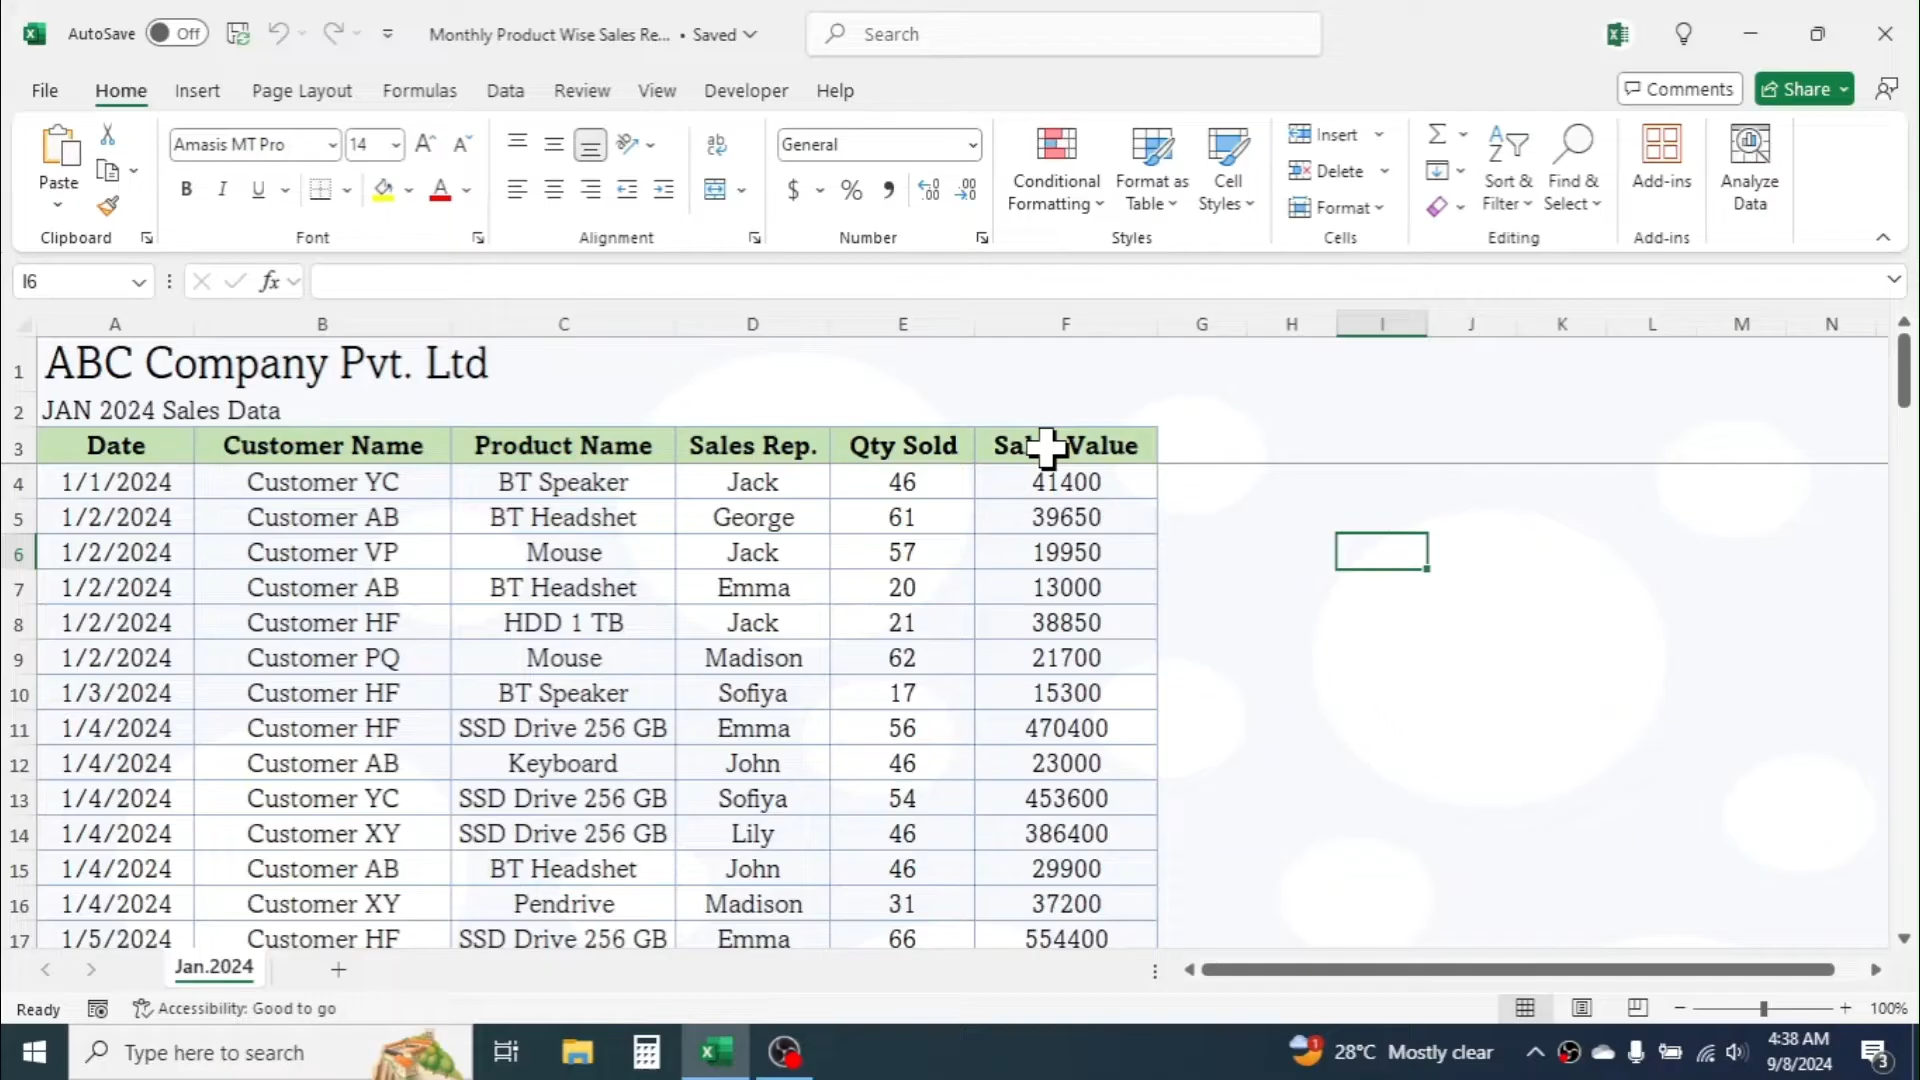 AutoSave Off Monthly Product Wise Sales Re... • Saved Search
File Home Insert Page Layout Formulas Data Review View Developer Help Comments Share
Paste
Clipboard
Amasis MT Pro 14
B I U A
Font
ab
Alignment
General
$ % 9 .00
Number
Conditional Formatting
Format as Table
Cell Styles
Styles
Insert
Delete
Format
Cells
Sort & Filter
Find & Select
Editing
Add-ins
Add-ins
Analyze Data
I6 fx
A B C D E F G H I J K L M N
1 ABC Company Pvt. Ltd
2 JAN 2024 Sales Data
3 Date Customer Name Product Name Sales Rep. Qty Sold Value
4 1/1/2024 Customer YC BT Speaker Jack 46 41400
5 1/2/2024 Customer AB BT Headshet George 61 39650
6 1/2/2024 Customer VP Mouse Jack 57 19950
7 1/2/2024 Customer AB BT Headshet Emma 20 13000
8 1/2/2024 Customer HF HDD 1 TB Jack 21 38850
9 1/2/2024 Customer PQ Mouse Madison 62 21700
10 1/3/2024 Customer HF BT Speaker Sofiya 17 15300
11 1/4/2024 Customer HF SSD Drive 256 GB Emma 56 470400
12 1/4/2024 Customer AB Keyboard John 46 23000
13 1/4/2024 Customer YC SSD Drive 256 GB Sofiya 54 453600
14 1/4/2024 Customer XY SSD Drive 256 GB Lily 46 386400
15 1/4/2024 Customer AB BT Headshet John 46 29900
16 1/4/2024 Customer XY Pendrive Madison 31 37200
17 1/5/2024 Customer HF SSD Drive 256 GB Emma 66 554400
Jan.2024
Ready Accessibility: Good to go 100%
Type here to search 28°C Mostly clear 4:38 AM
9/8/2024 3